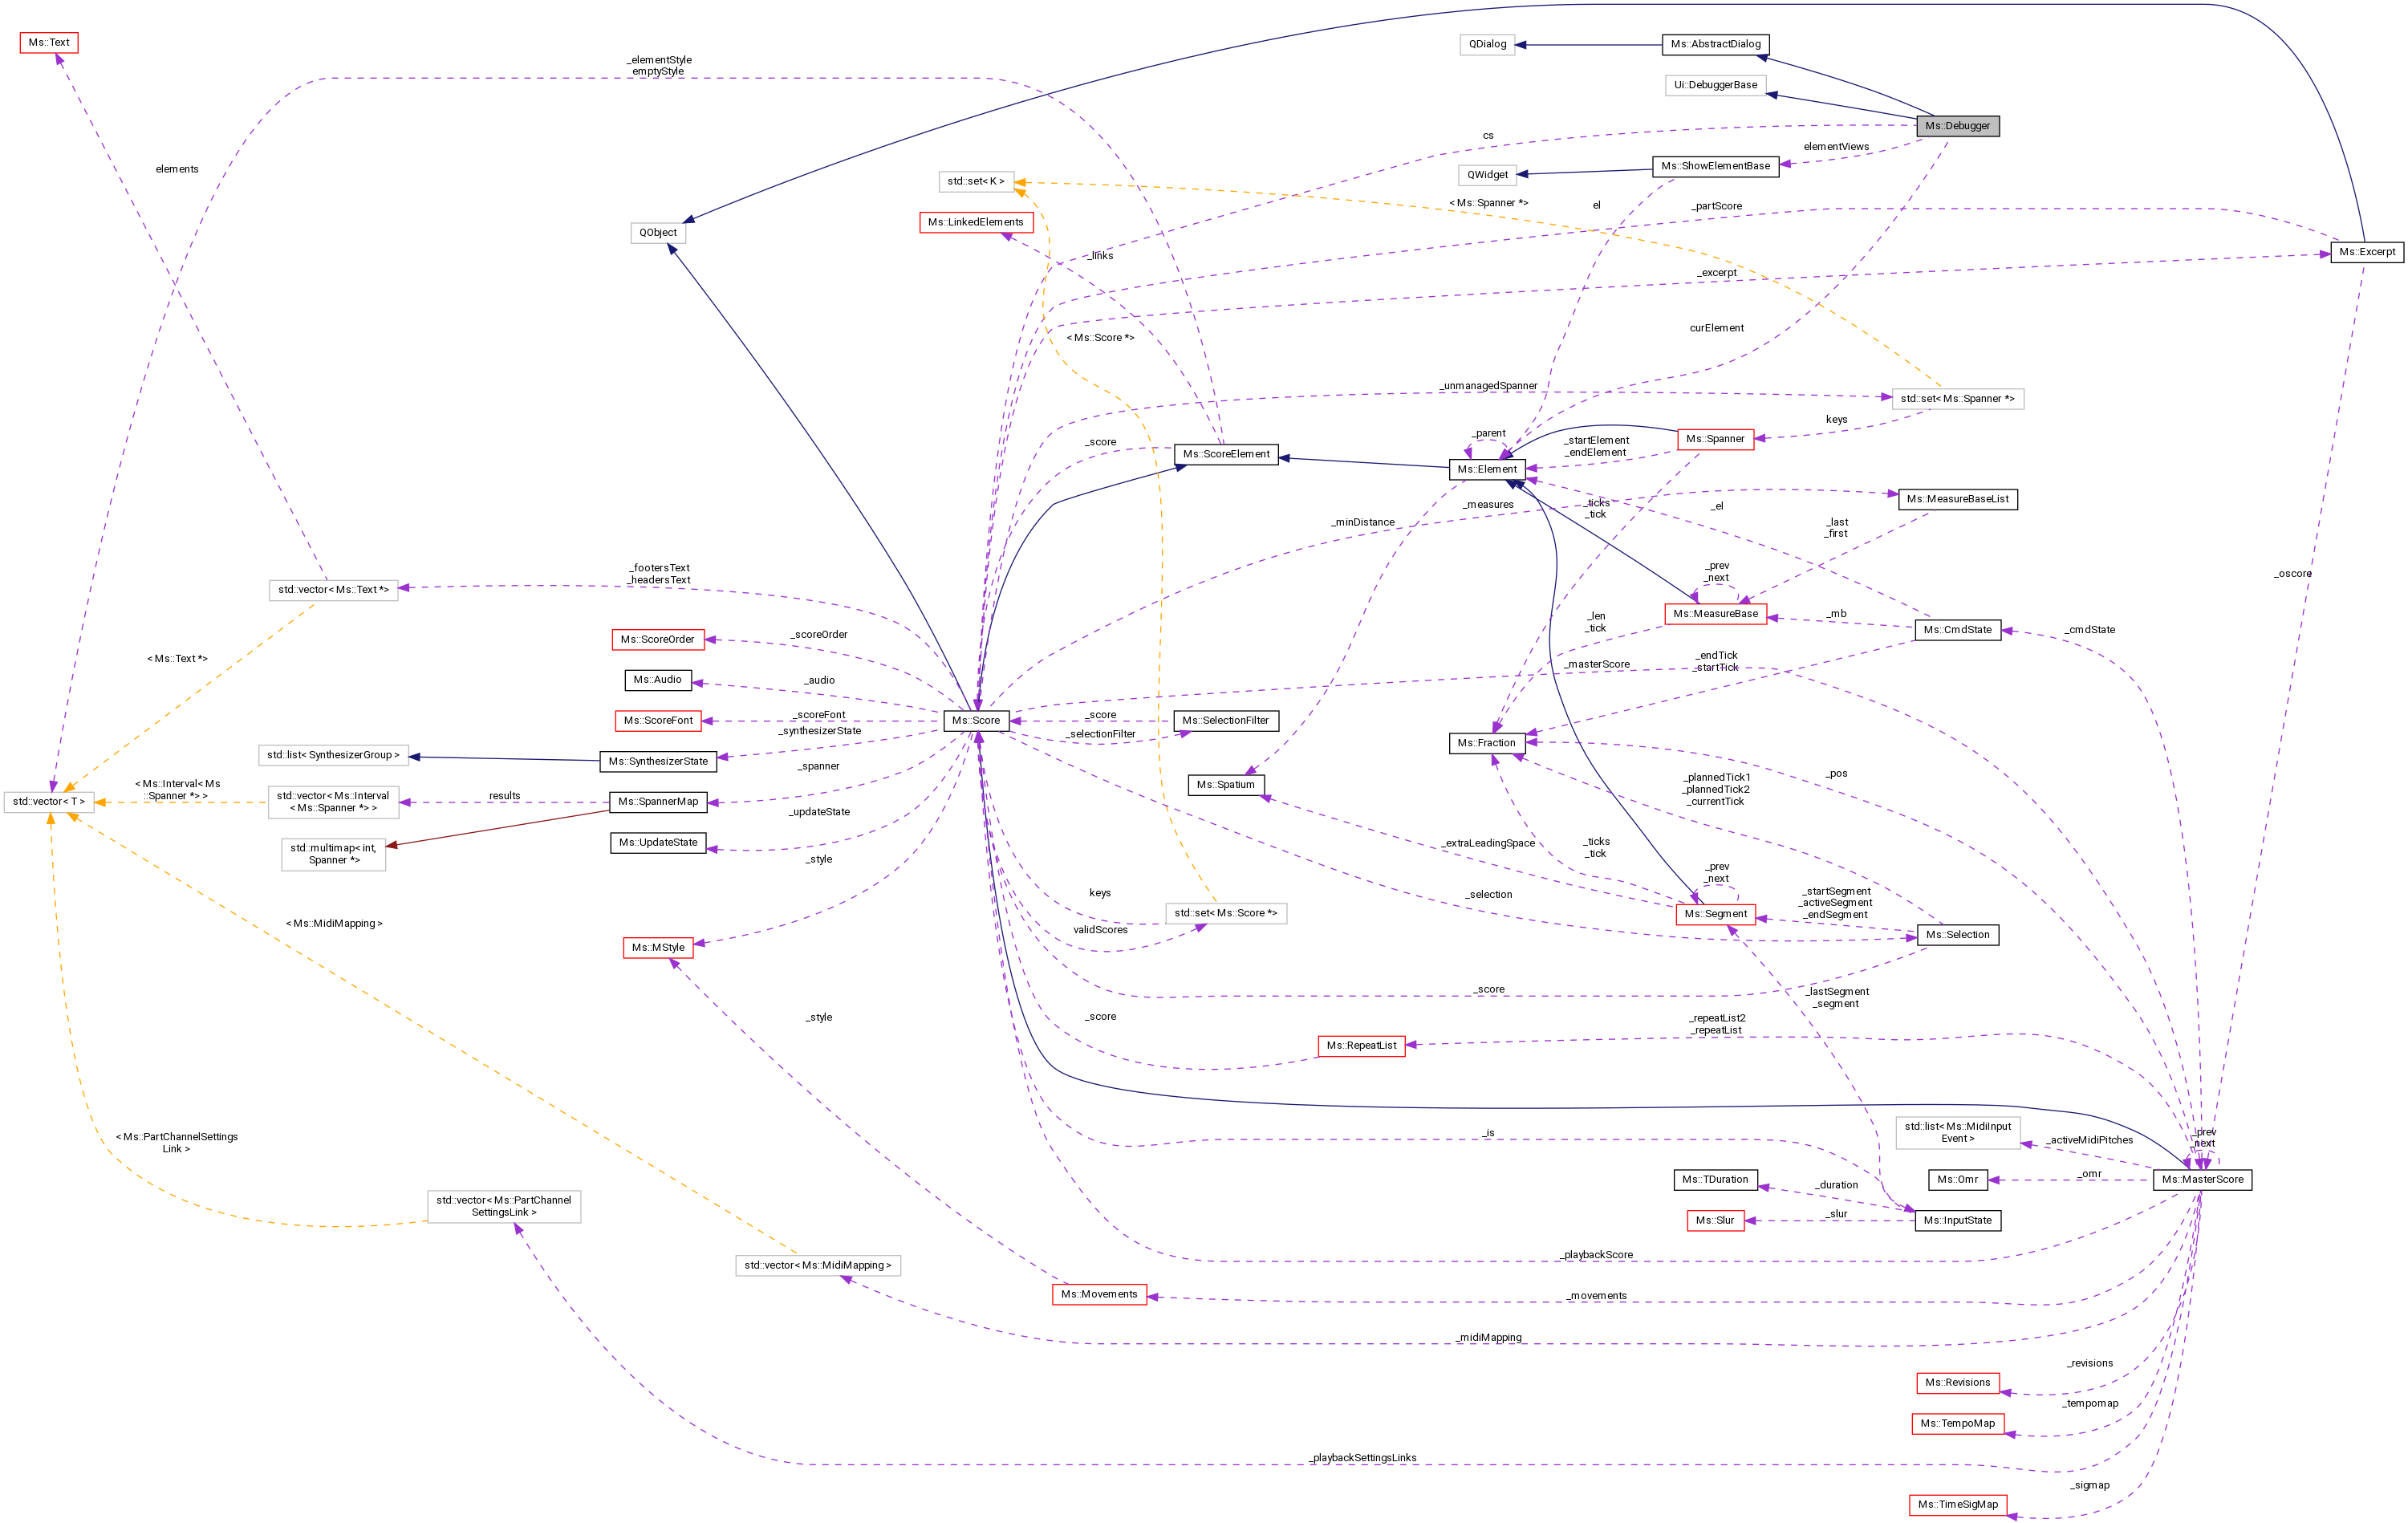 Ms::Text
_elementStyle
emptyStyle
QDialog
Ms::AbstractDialog
Ui::DebuggerBase
Ms::Debugger
cs
elementViews
elements
std::set< K >
QWidget
Ms::ShowElementBase
< Ms::Spanner *>
el
_partScore
Ms::LinkedElements
QObject
_links
Ms::Excerpt
_excerpt
< Ms::Score *>
curElement
_unmanagedSpanner
std::set< Ms::Spanner *>
keys
_score
Ms::ScoreElement
_parent
Ms::Element
_startElement
_endElement
Ms::Spanner
_measures
_minDistance
_ticks
_tick
_el
Ms::MeasureBaseList
_last
_first
_footersText
_headersText
std::vector< Ms::Text *>
_prev
_next
Ms::MeasureBase
_mb
Ms::CmdState
_cmdState
_oscore
_len
_tick
Ms::ScoreOrder
_scoreOrder
< Ms::Text *>
Ms::Audio
_audio
_masterScore
_endTick
_startTick
Ms::ScoreFont
_scoreFont
Ms::Score
_score
Ms::SelectionFilter
_selectionFilter
_synthesizerState
std::list< SynthesizerGroup >
Ms::SynthesizerState
Ms::Fraction
_spanner
Ms::Spatium
_plannedTick1
_plannedTick2
_currentTick
_pos
std::vector< T >
< Ms::Interval< Ms
::Spanner *> >
std::vector< Ms::Interval
< Ms::Spanner *> >
results
Ms::SpannerMap
_updateState
Ms::UpdateState
std::multimap< int,
Spanner *>
_extraLeadingSpace
_ticks
_tick
_style
_prev
_next
keys
_selection
_startSegment
_activeSegment
_endSegment
< Ms::MidiMapping >
std::set< Ms::Score *>
Ms::Segment
validScores
Ms::Selection
Ms::MStyle
_score
_lastSegment
_segment
_style
_score
_repeatList2
_repeatList
Ms::RepeatList
< Ms::PartChannelSettings
Link >
_is
std::list< Ms::MidiInput
Event >
_activeMidiPitches
_prev
_next
Ms::TDuration
_duration
Ms::Omr
_omr
Ms::MasterScore
std::vector< Ms::PartChannel
SettingsLink >
Ms::Slur
_slur
Ms::InputState
_playbackScore
std::vector< Ms::MidiMapping >
Ms::Movements
_movements
_midiMapping
_revisions
Ms::Revisions
_tempomap
Ms::TempoMap
_playbackSettingsLinks
_sigmap
Ms::TimeSigMap